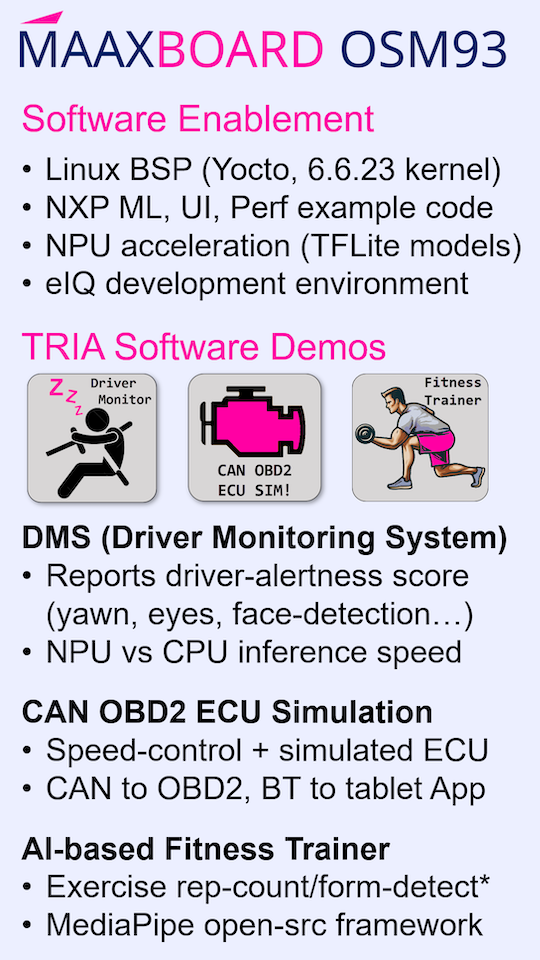 MAAXBOARD OSM93
Software Enablement
• Linux BSP (Yocto, 6.6.23 kernel)
• NXP ML, UI, Perf example code
• NPU acceleration (TFLite models)
• eIQ development environment
TRIA Software Demos
Z Z Z
Driver
Monitor
CAN OBD2
ECU SIM!
Fitness
Trainer
DMS (Driver Monitoring System)
• Reports driver-alertness score
(yawn, eyes, face-detection…)
• NPU vs CPU inference speed
CAN OBD2 ECU Simulation
• Speed-control + simulated ECU
• CAN to OBD2, BT to tablet App
AI-based Fitness Trainer
• Exercise rep-count/form-detect*
• MediaPipe open-src framework